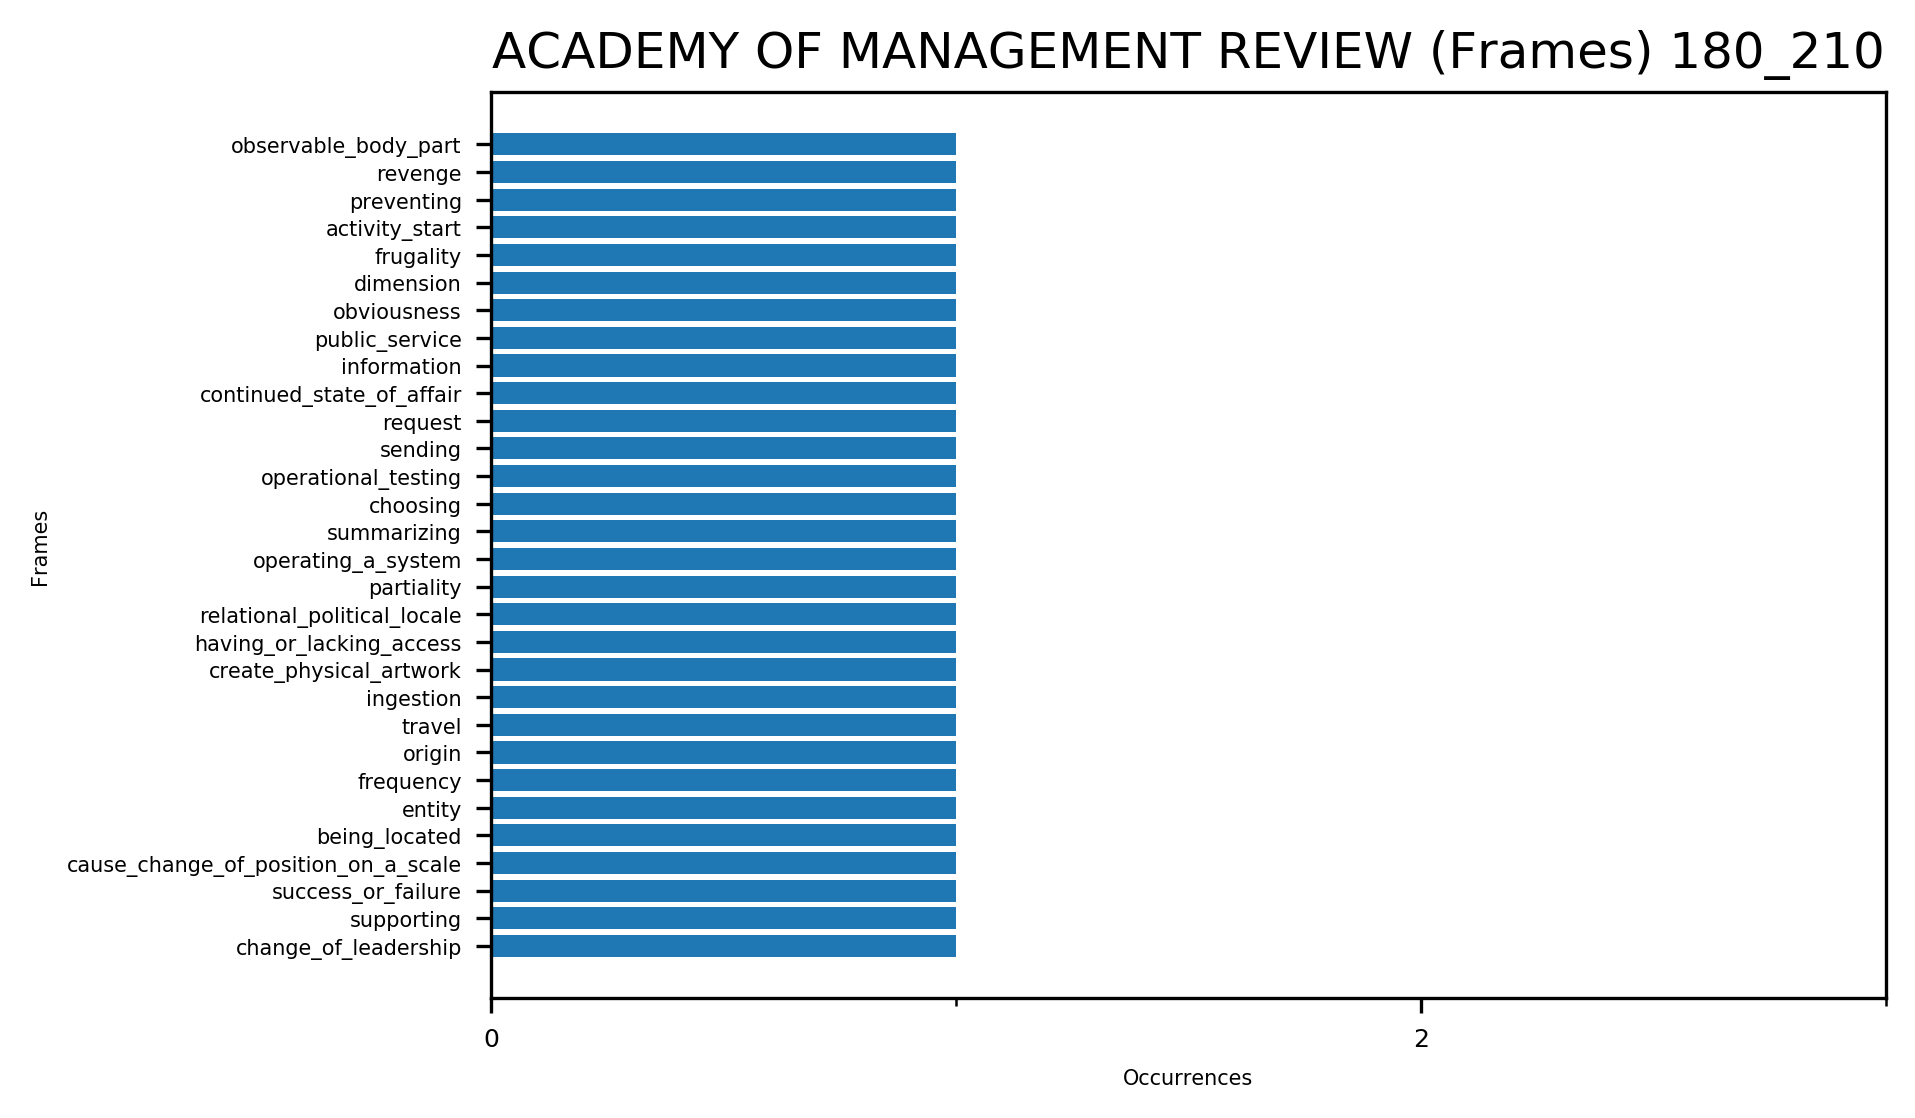 ACADEMY OF MANAGEMENT REVIEW (Frames) 180_210
observable_body_part
revenge
preventing
activity_start
frugality
dimension
obviousness
public_service
information
continued_state_of_affair
request
sending
operational_testing
choosing
summarizing
operating_a_system
partiality
relational_political_locale
having_or_lacking_access
create_physical_artwork
ingestion
travel
origin
frequency
entity
being_located
cause_change_of_position_on_a_scale
success_or_failure
supporting
change_of_leadership
Frames
0 2
Occurrences